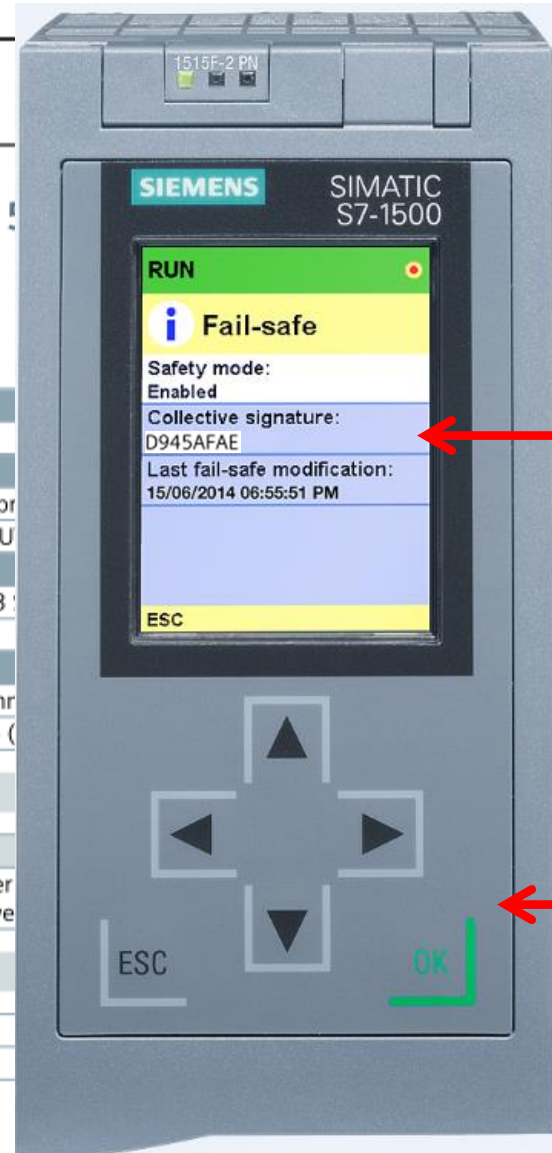 1515F-2 PN
SIEMENS
SIMATIC
S7-1500
RUN
i Fail-safe
Safety mode:
Enabled
Collective signature:
D945AFAE
Last fail-safe modification:
15/06/2014 06:55:51 PM
ESC
ESC
OK